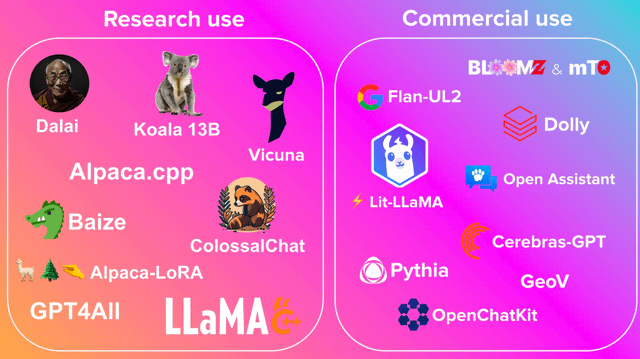 Research use
Dalai
Koala 13B
Vicuna
Alpaca.cpp
Baize
ColossalChat
Alpaca-LoRA
GPT4All
LLaMA C++
Commercial use
BLOOMZ & mT0
Flan-UL2
Dolly
Lit-LLaMA
Open Assistant
Cerebras-GPT
Pythia
GeoV
OpenChatKit